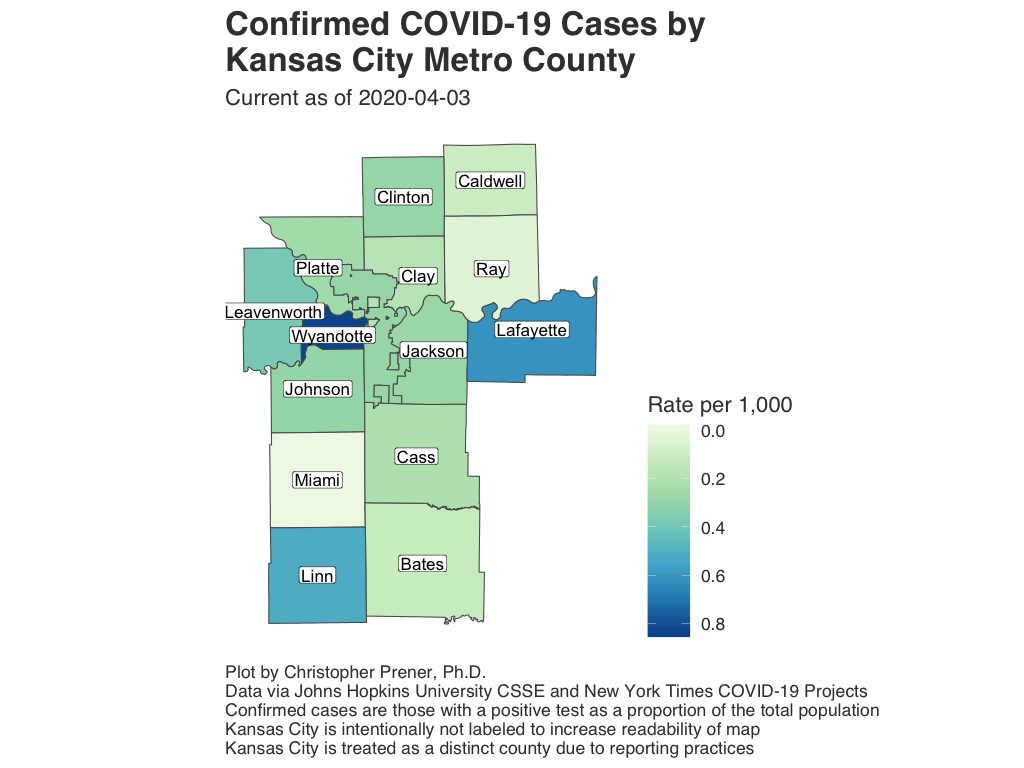 Confirmed COVID-19 Cases by
Kansas City Metro County
Current as of 2020-04-03
Caldwell
Clinton
Platte
Clay
Ray
Leavenworth
Wyandotte
Lafayette
Jackson
Johnson
Cass
Miami
Bates
Linn
Rate per 1,000
0.0
0.2
0.4
0.6
0.8
Plot by Christopher Prener, Ph.D.
Data via Johns Hopkins University CSSE and New York Times COVID-19 Projects
Confirmed cases are those with a positive test as a proportion of the total population
Kansas City is intentionally not labeled to increase readability of map
Kansas City is treated as a distinct county due to reporting practices